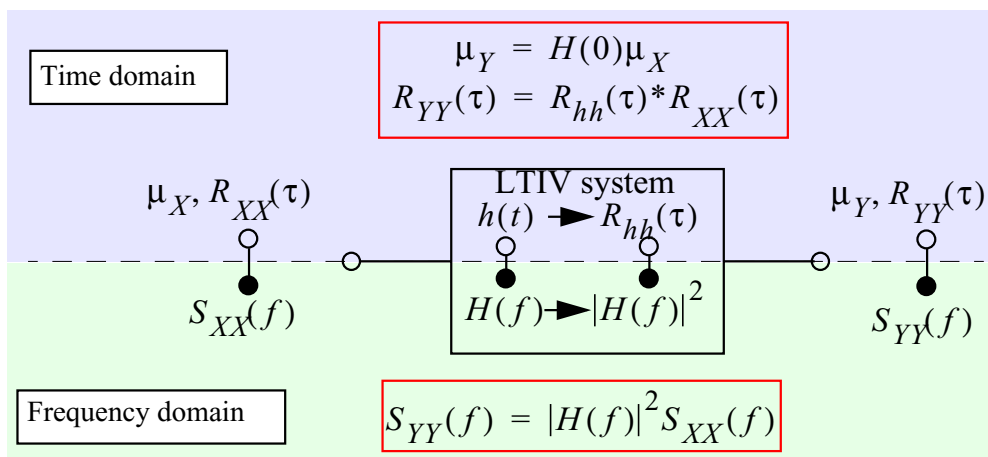 Time domain
μ_Y = H(0)μ_X
R_YY(τ) = R_hh(τ)*R_XX(τ)
μ_X, R_XX(τ)
LTIV system
h(t) → R_hh(τ)
μ_Y, R_YY(τ)
S_XX(f)
H(f) → |H(f)|²
S_YY(f)
Frequency domain
S_YY(f) = |H(f)|² S_XX(f)